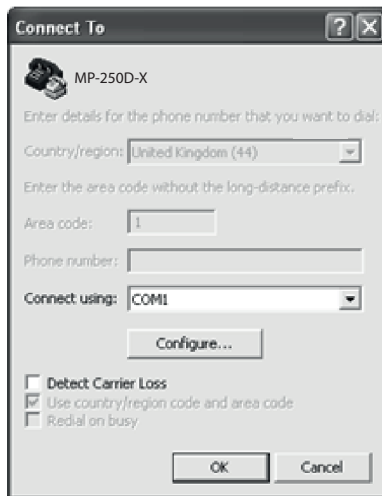 Connect To
MP-250D-X
Enter details for the phone number that you want to dial:
Country/region: United Kingdom (44)
Enter the area code without the long-distance prefix.
Area code: 1
Phone number:
Connect using: COM1
Configure...
Detect Carrier Loss
Use country/region code and area code
Redial on busy
OK Cancel